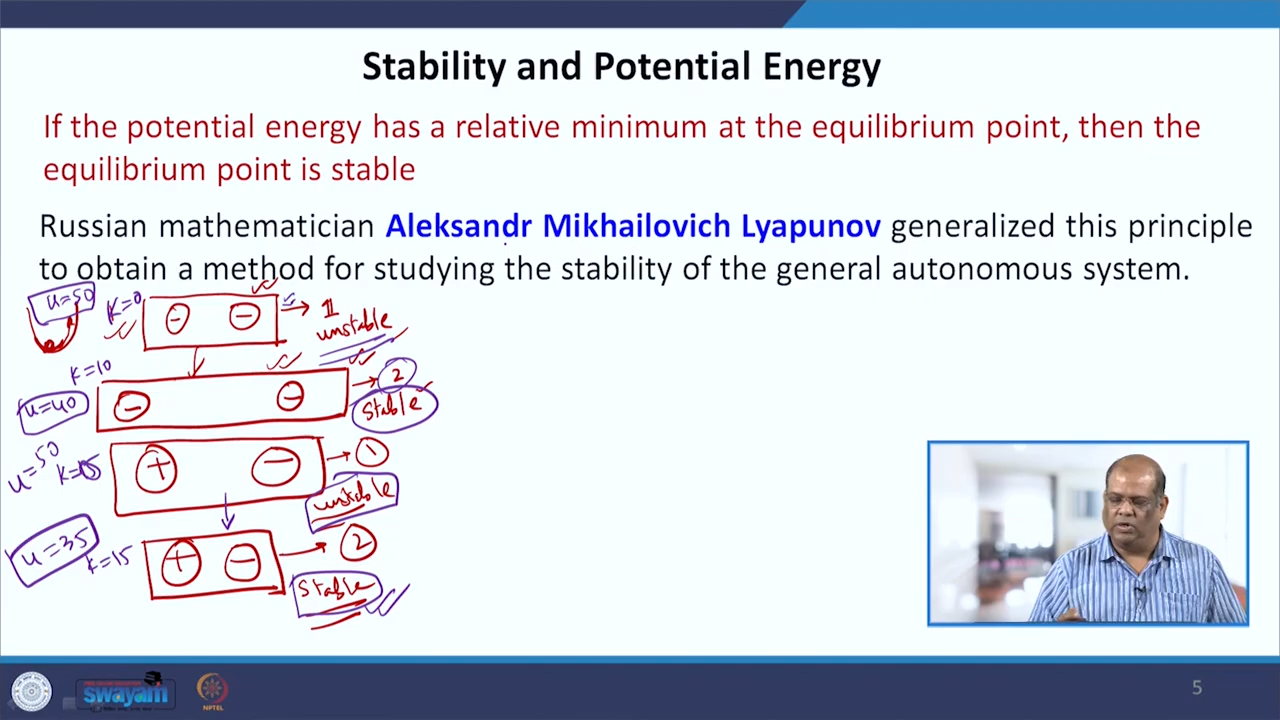 Stability and Potential Energy
If the potential energy has a relative minimum at the equilibrium point, then the
equilibrium point is stable
Russian mathematician Aleksandr Mikhailovich Lyapunov generalized this principle
to obtain a method for studying the stability of the general autonomous system.
u=50 K=0 - - → 1
unstable
K=10
u=40 - - → 2
stable
u=50 + - → 1
unstable
u=35 K=15 + - → 2
stable
swayam
NPTEL
5